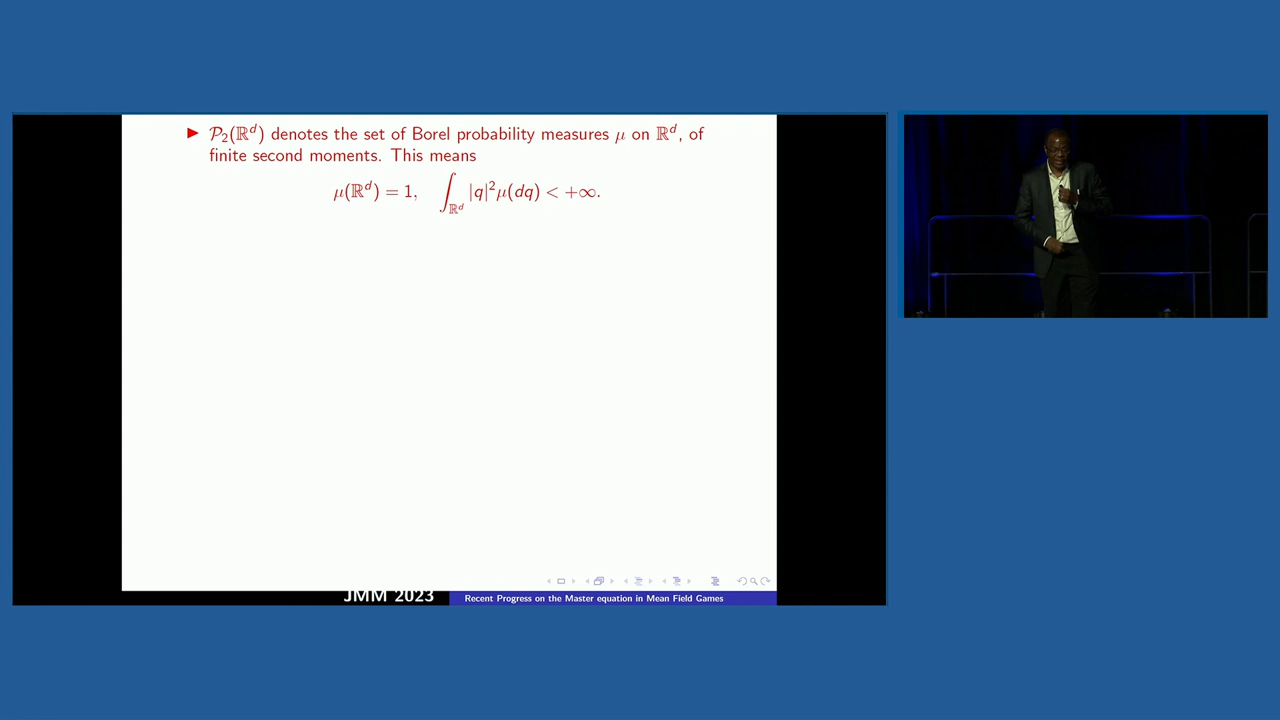 ▶ 𝒫₂(ℝᵈ) denotes the set of Borel probability measures μ on ℝᵈ, of
finite second moments. This means
μ(ℝᵈ) = 1, ∫_{ℝᵈ} |q|²μ(dq) < +∞.
JMM 2023
Recent Progress on the Master equation in Mean Field Games